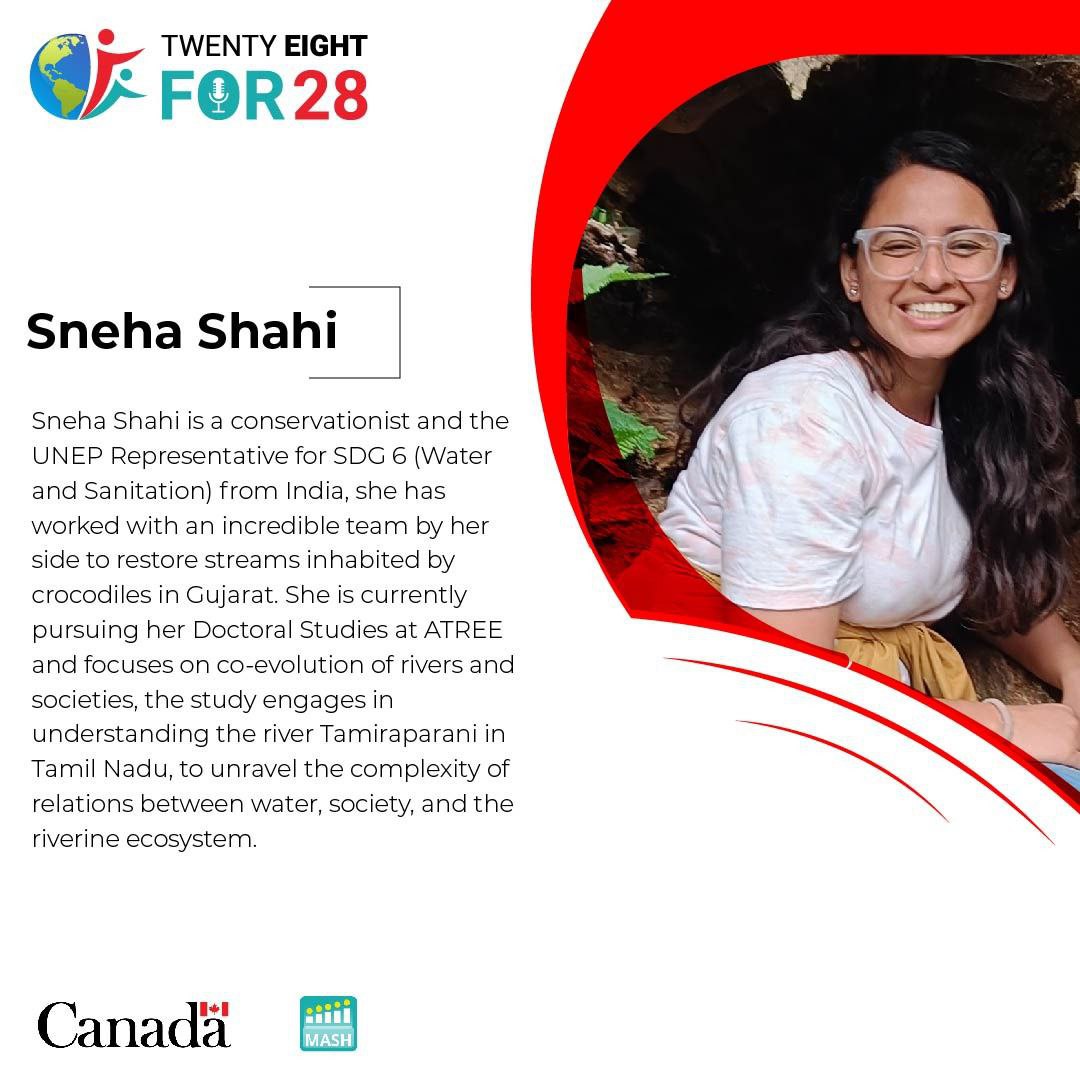 TWENTY EIGHT
FOR 28
Sneha Shahi
Sneha Shahi is a conservationist and the
UNEP Representative for SDG 6 (Water
and Sanitation) from India, she has
worked with an incredible team by her
side to restore streams inhabited by
crocodiles in Gujarat. She is currently
pursuing her Doctoral Studies at ATREE
and focuses on co-evolution of rivers and
societies, the study engages in
understanding the river Tamiraparani in
Tamil Nadu, to unravel the complexity of
relations between water, society, and the
riverine ecosystem.
Canada
MASH